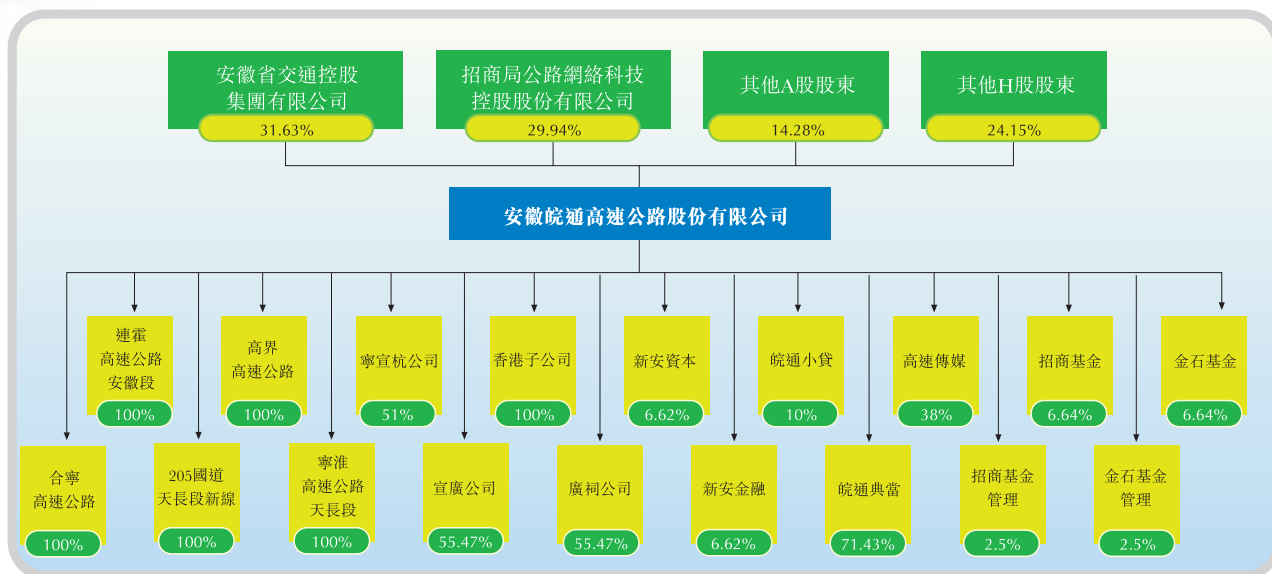 安徽省交通控股
集團有限公司
31.63%
招商局公路網絡科技
控股股份有限公司
29.94%
其他A股股東
14.28%
其他H股股東
24.15%
安徽皖通高速公路股份有限公司
連霍
高速公路
安徽段
100%
高界
高速公路
100%
寧宣杭公司
51%
香港子公司
100%
新安資本
6.62%
皖通小貸
10%
高速傳媒
38%
招商基金
6.64%
金石基金
6.64%
合寧
高速公路
100%
205國道
天長段新線
100%
寧淮
高速公路
天長段
100%
宣廣公司
55.47%
廣祠公司
55.47%
新安金融
6.62%
皖通典當
71.43%
招商基金
管理
2.5%
金石基金
管理
2.5%